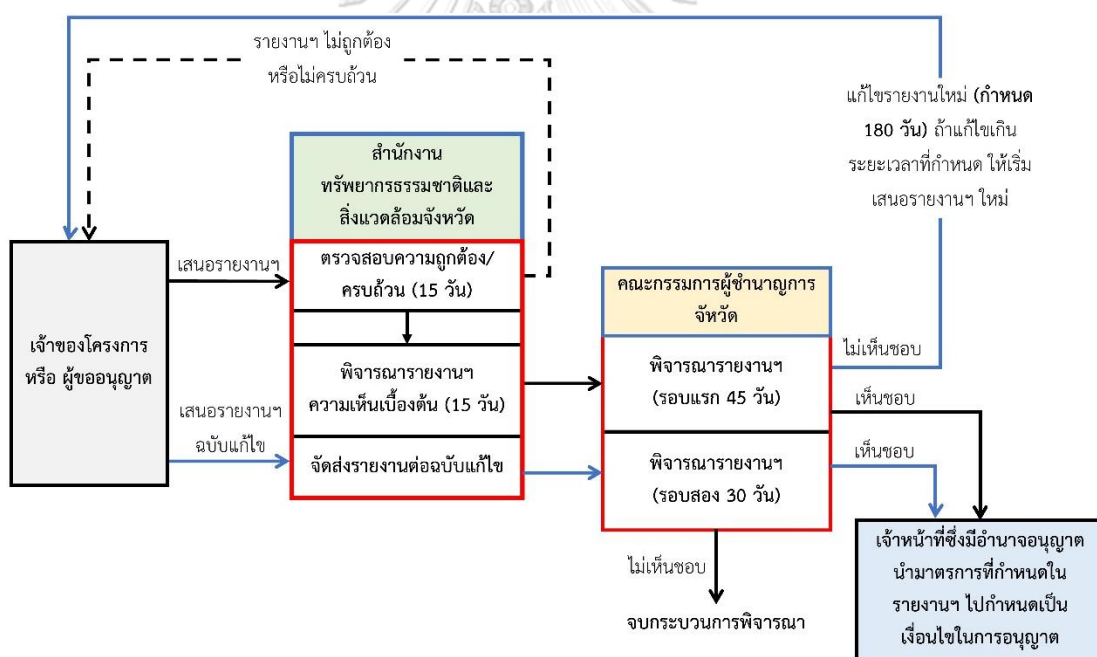 รายงานฯ ไม่ถูกต้อง
หรือไม่ครบถ้วน
แก้ไขรายงานใหม่ (กำหนด
180 วัน) ถ้าแก้ไขเกิน
ระยะเวลาที่กำหนด ให้เริ่ม
เสนอรายงานฯ ใหม่
สำนักงาน
ทรัพยากรธรรมชาติและ
สิ่งแวดล้อมจังหวัด
เสนอรายงานฯ
ตรวจสอบความถูกต้อง/
ครบถ้วน (15 วัน)
คณะกรรมการผู้ชำนาญการ
จังหวัด
เจ้าของโครงการ
หรือ ผู้ขออนุญาต
พิจารณารายงานฯ
ความเห็นเบื้องต้น (15 วัน)
พิจารณารายงานฯ
(รอบแรก 45 วัน)
ไม่เห็นชอบ
เห็นชอบ
เสนอรายงานฯ
ฉบับแก้ไข
จัดส่งรายงานต่อฉบับแก้ไข
พิจารณารายงานฯ
(รอบสอง 30 วัน)
เห็นชอบ
ไม่เห็นชอบ
จบกระบวนการพิจารณา
เจ้าหน้าที่ซึ่งมีอำนาจอนุญาต
นำมาตรการที่กำหนดใน
รายงานฯ ไปกำหนดเป็น
เงื่อนไขในการอนุญาต